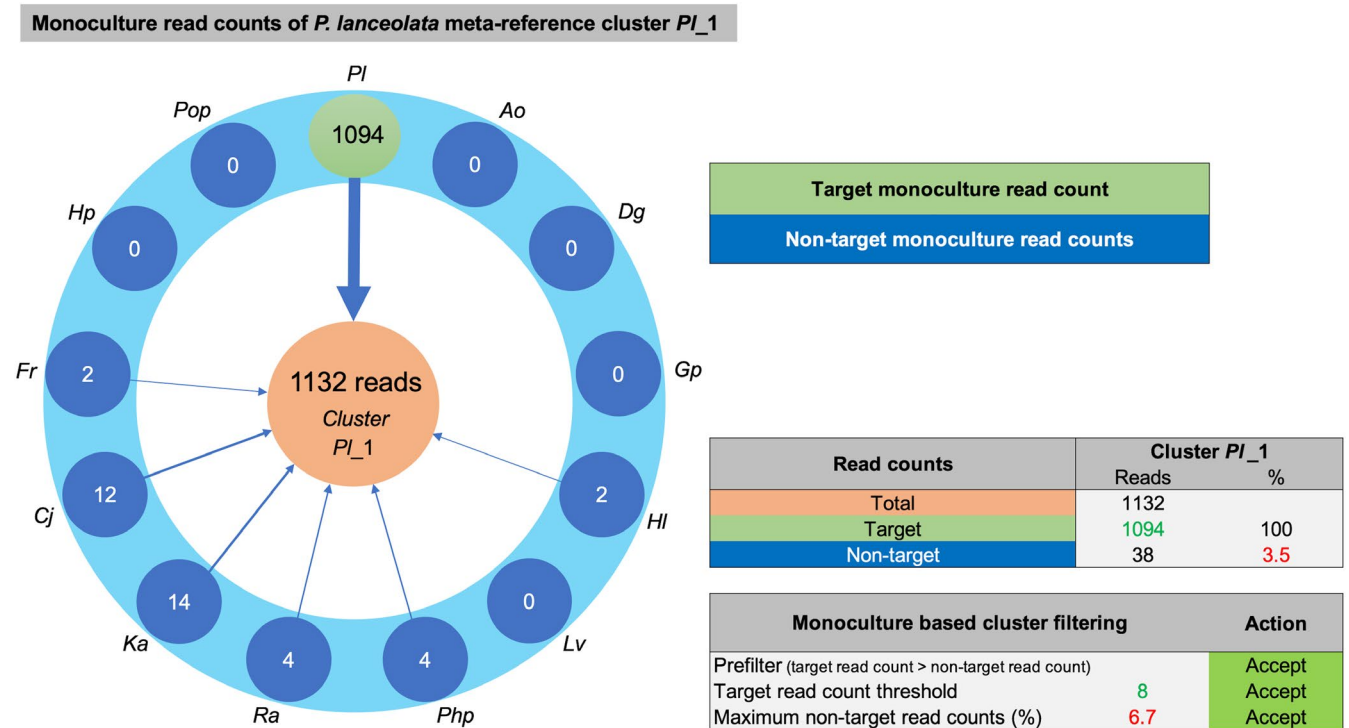 Monoculture read counts of P. lanceolata meta-reference cluster Pl_1
Pl
1094
Ao
0
Dg
0
Gp
0
Hl
2
Lv
0
Php
4
Ra
4
Ka
14
Cj
12
Fr
2
Hp
0
Pop
0
1132 reads
Cluster
Pl_1
Target monoculture read count
Non-target monoculture read counts
Read counts Cluster Pl_1
Reads %
Total 1132
Target 1094 100
Non-target 38 3.5
Monoculture based cluster filtering Action
Prefilter (target read count > non-target read count) Accept
Target read count threshold 8 Accept
Maximum non-target read counts (%) 6.7 Accept